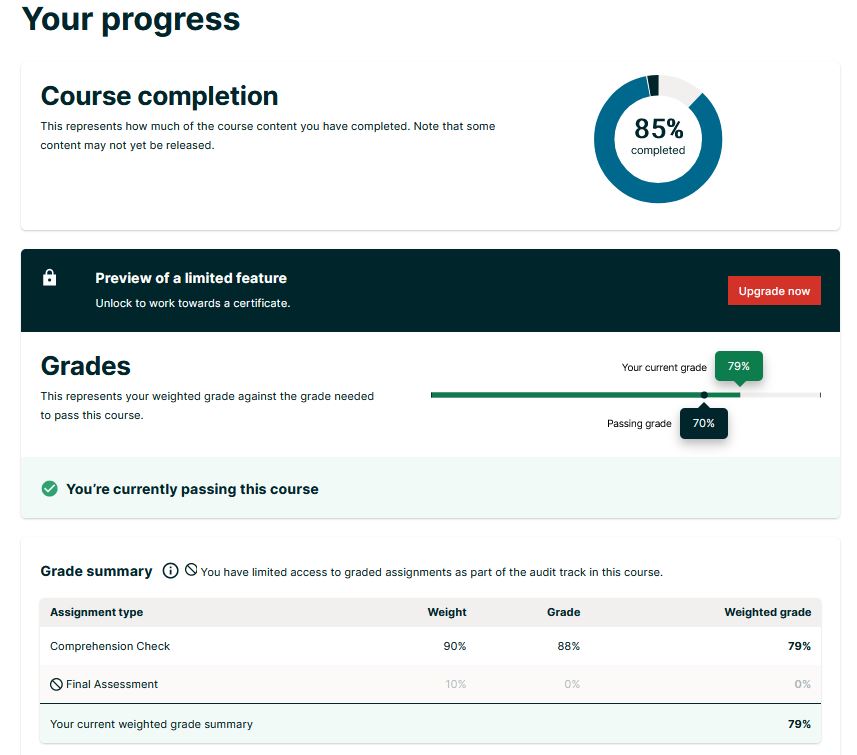 Your progress
Course completion
This represents how much of the course content you have completed. Note that some
content may not yet be released.
85%
completed
Preview of a limited feature
Unlock to work towards a certificate.
Upgrade now
Grades
This represents your weighted grade against the grade needed
to pass this course.
Your current grade 79%
Passing grade 70%
You’re currently passing this course
Grade summary You have limited access to graded assignments as part of the audit track in this course.
Assignment type Weight Grade Weighted grade
Comprehension Check 90% 88% 79%
Final Assessment 10% 0% 0%
Your current weighted grade summary 79%